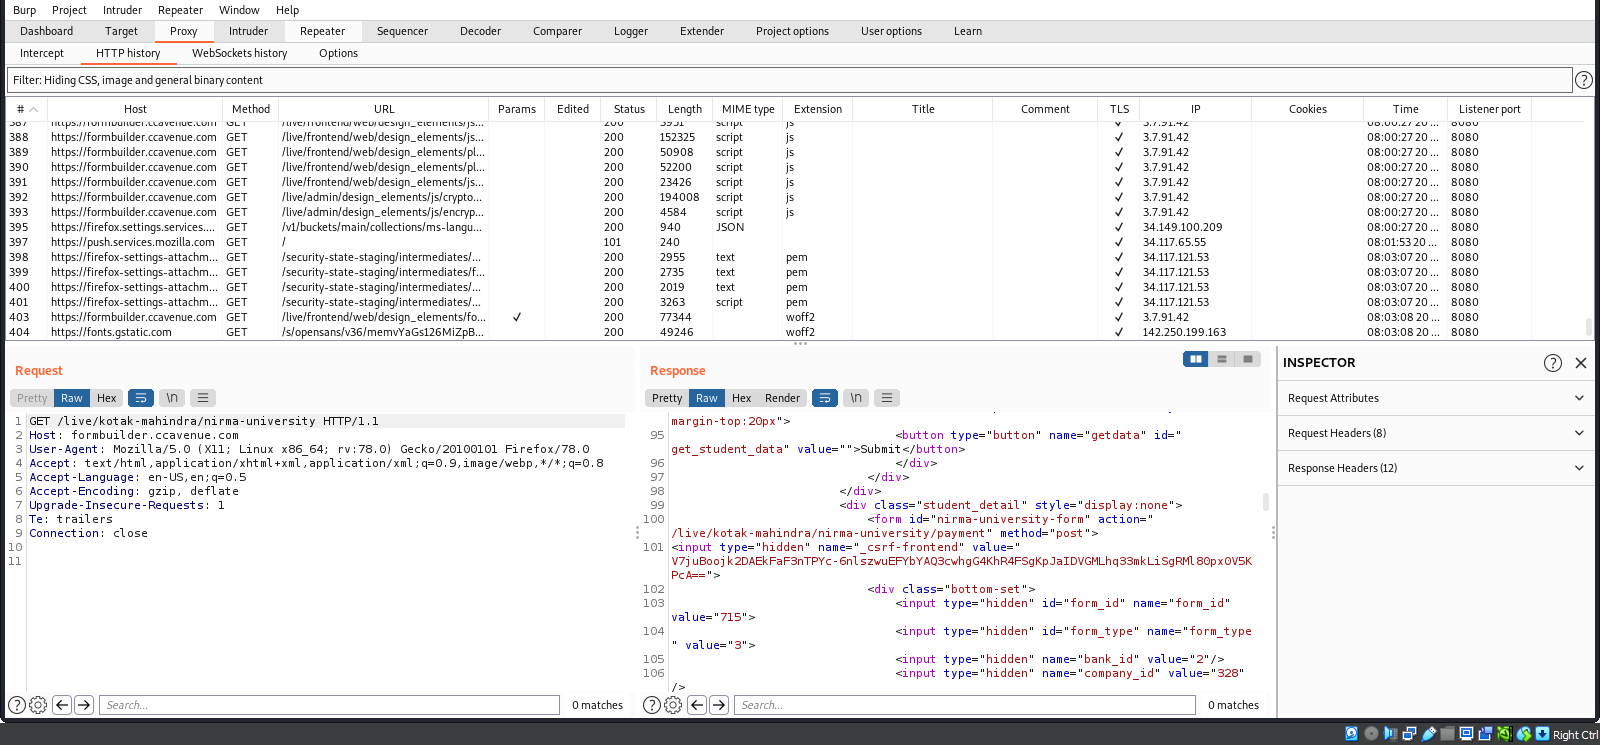 Burp Project Intruder Repeater Window Help
Dashboard Target Proxy Intruder Repeater Sequencer Decoder Comparer Logger Extender Project options User options Learn
Intercept HTTP history WebSockets history Options
Filter: Hiding CSS, image and general binary content
# Host Method URL Params Edited Status Length MIME type Extension Title Comment TLS IP Cookies Time Listener port
387 https://formbuilder.ccavenue.com GET /live/frontend/web/design_elements/js... 200 3951 script js ✓ 3.7.91.42 08:00:27 20 ... 8080
388 https://formbuilder.ccavenue.com GET /live/frontend/web/design_elements/js... 200 152325 script js ✓ 3.7.91.42 08:00:27 20 ... 8080
389 https://formbuilder.ccavenue.com GET /live/frontend/web/design_elements/pl... 200 50908 script js ✓ 3.7.91.42 08:00:27 20 ... 8080
390 https://formbuilder.ccavenue.com GET /live/frontend/web/design_elements/pl... 200 52200 script js ✓ 3.7.91.42 08:00:27 20 ... 8080
391 https://formbuilder.ccavenue.com GET /live/frontend/web/design_elements/js... 200 23426 script js ✓ 3.7.91.42 08:00:27 20 ... 8080
392 https://formbuilder.ccavenue.com GET /live/admin/design_elements/js/crypto... 200 194008 script js ✓ 3.7.91.42 08:00:27 20 ... 8080
393 https://formbuilder.ccavenue.com GET /live/admin/design_elements/js/encryp... 200 4584 script js ✓ 3.7.91.42 08:00:27 20 ... 8080
395 https://firefox.settings.services.... GET /v1/buckets/main/collections/ms-langu... 200 940 JSON ✓ 34.149.100.209 08:00:27 20 ... 8080
397 https://push.services.mozilla.com GET / 101 240 ✓ 34.117.65.55 08:01:53 20 ... 8080
398 https://firefox-settings-attachm... GET /security-state-staging/intermediates/... 200 2955 text pem ✓ 34.117.121.53 08:03:07 20 ... 8080
399 https://firefox-settings-attachm... GET /security-state-staging/intermediates/f... 200 2735 text pem ✓ 34.117.121.53 08:03:07 20 ... 8080
400 https://firefox-settings-attachm... GET /security-state-staging/intermediates/... 200 2019 text pem ✓ 34.117.121.53 08:03:07 20 ... 8080
401 https://firefox-settings-attachm... GET /security-state-staging/intermediates/... 200 3263 script pem ✓ 34.117.121.53 08:03:07 20 ... 8080
403 https://formbuilder.ccavenue.com GET /live/frontend/web/design_elements/fo... ✓ 200 77344 woff2 ✓ 3.7.91.42 08:03:08 20 ... 8080
404 https://fonts.gstatic.com GET /s/opensans/v36/memvYaGs126MiZpB... 200 49246 woff2 ✓ 142.250.199.163 08:03:08 20 ... 8080
Request
Pretty Raw Hex \n
1 GET /live/kotak-mahindra/nirma-university HTTP/1.1
2 Host: formbuilder.ccavenue.com
3 User-Agent: Mozilla/5.0 (X11; Linux x86_64; rv:78.0) Gecko/20100101 Firefox/78.0
4 Accept: text/html,application/xhtml+xml,application/xml;q=0.9,image/webp,*/*;q=0.8
5 Accept-Language: en-US,en;q=0.5
6 Accept-Encoding: gzip, deflate
7 Upgrade-Insecure-Requests: 1
8 Te: trailers
9 Connection: close
10
11
Search... 0 matches
Response
Pretty Raw Hex Render \n
margin-top:20px">
95 <button type="button" name="getdata" id="
get_student_data" value="">Submit</button>
96 </div>
97 </div>
98 </div>
99 <div class="student_detail" style="display:none">
100 <form id="nirma-university-form" action="
/live/kotak-mahindra/nirma-university/payment" method="post">
101 <input type="hidden" name="_csrf-frontend" value="
V7juBoojk2DAEkFaF3nTPYc-6nlszwuEFYbYAQ3cwhgG4KhR4FSgKpJaIDVGMLhq33mkLiSgRMl80px0V5K
PcA==">
102 <div class="bottom-set">
103 <input type="hidden" id="form_id" name="form_id"
value="715">
104 <input type="hidden" id="form_type" name="form_type
" value="3">
105 <input type="hidden" name="bank_id" value="2"/>
106 <input type="hidden" name="company_id" value="328"
/>
Search... 0 matches
INSPECTOR
Request Attributes
Request Headers (8)
Response Headers (12)
Right Ctrl